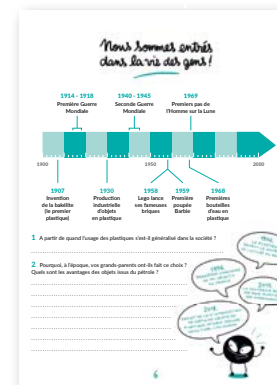 Nous sommes entrés
dans la vie des gens !
1914 - 1918
Première Guerre
Mondiale
1940 - 1945
Seconde Guerre
Mondiale
1969
Premiers pas de
l'Homme sur la Lune
1900
1950
2000
1907
Invention
de la bakélite
(le premier
plastique)
1930
Production
industrielle
d'objets
en plastique
1958
Lego lance
ses fameuses
briques
1959
Première
poupée
Barbie
1968
Premières
bouteilles
d'eau en
plastique
1 A partir de quand l'usage des plastiques s'est-il généralisé dans la société ?
2 Pourquoi, à l'époque, vos grands-parents ont-ils fait ce choix ?
Quels sont les avantages des objets issus du pétrole ?
6